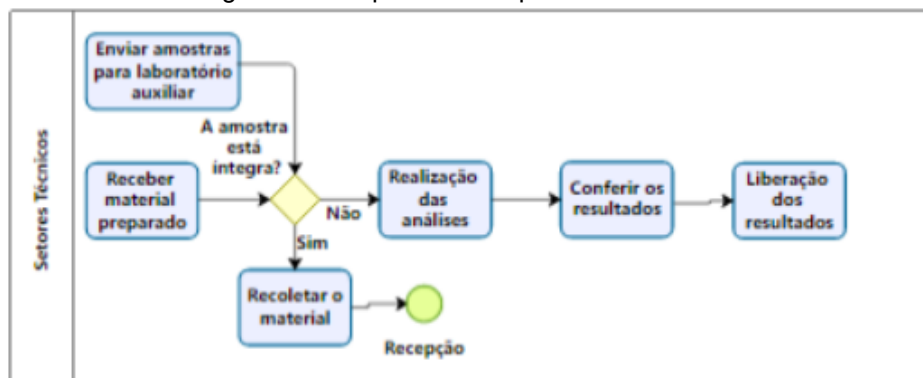 Setores Técnicos
Enviar amostras
para laboratório
auxiliar
A amostra
está
íntegra?
Receber
material
preparado
Não
Sim
Realização
das
análises
Conferir os
resultados
Liberação
dos
resultados
Recoletar o
material
Recepção